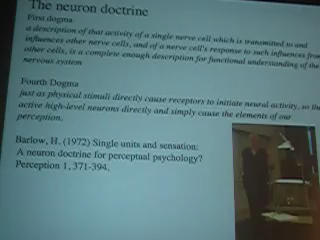 The neuron doctrine
First dogma
a description of that activity of a single nerve cell which is transmitted to and
influences other nerve cells, and of a nerve cell's response to such influences from
other cells, is a complete enough description for functional understanding of the
nervous system
Fourth Dogma
just as physical stimuli directly cause receptors to initiate neural activity, so the
active high-level neurons directly and simply cause the elements of our
perception.
Barlow, H. (1972) Single units and sensation:
A neuron doctrine for perceptual psychology?
Perception 1, 371-394.